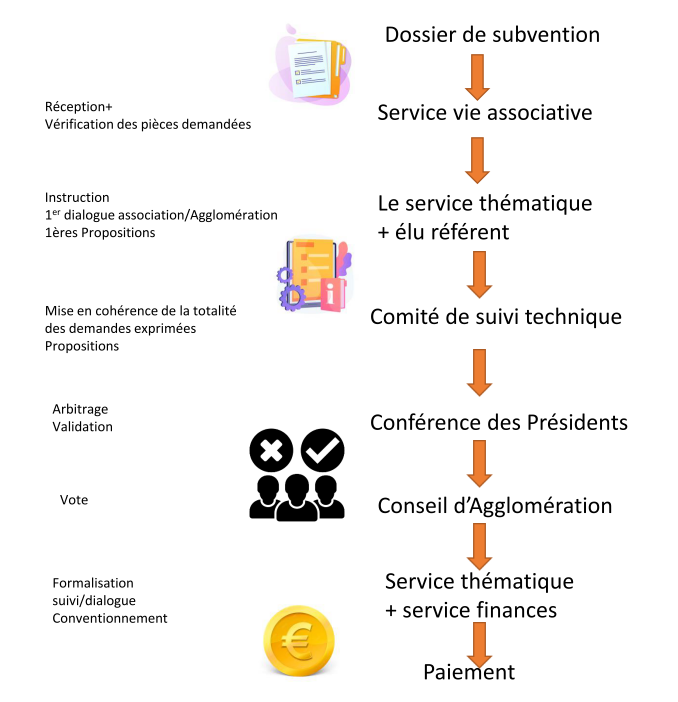 Dossier de subvention
Réception+
Vérification des pièces demandées
Service vie associative
Instruction
1er dialogue association/Agglomération
1ères Propositions
Le service thématique
+ élu référent
Mise en cohérence de la totalité
des demandes exprimées
Propositions
Comité de suivi technique
Arbitrage
Validation
Conférence des Présidents
Vote
Conseil d’Agglomération
Formalisation
suivi/dialogue
Conventionnement
Service thématique
+ service finances
Paiement